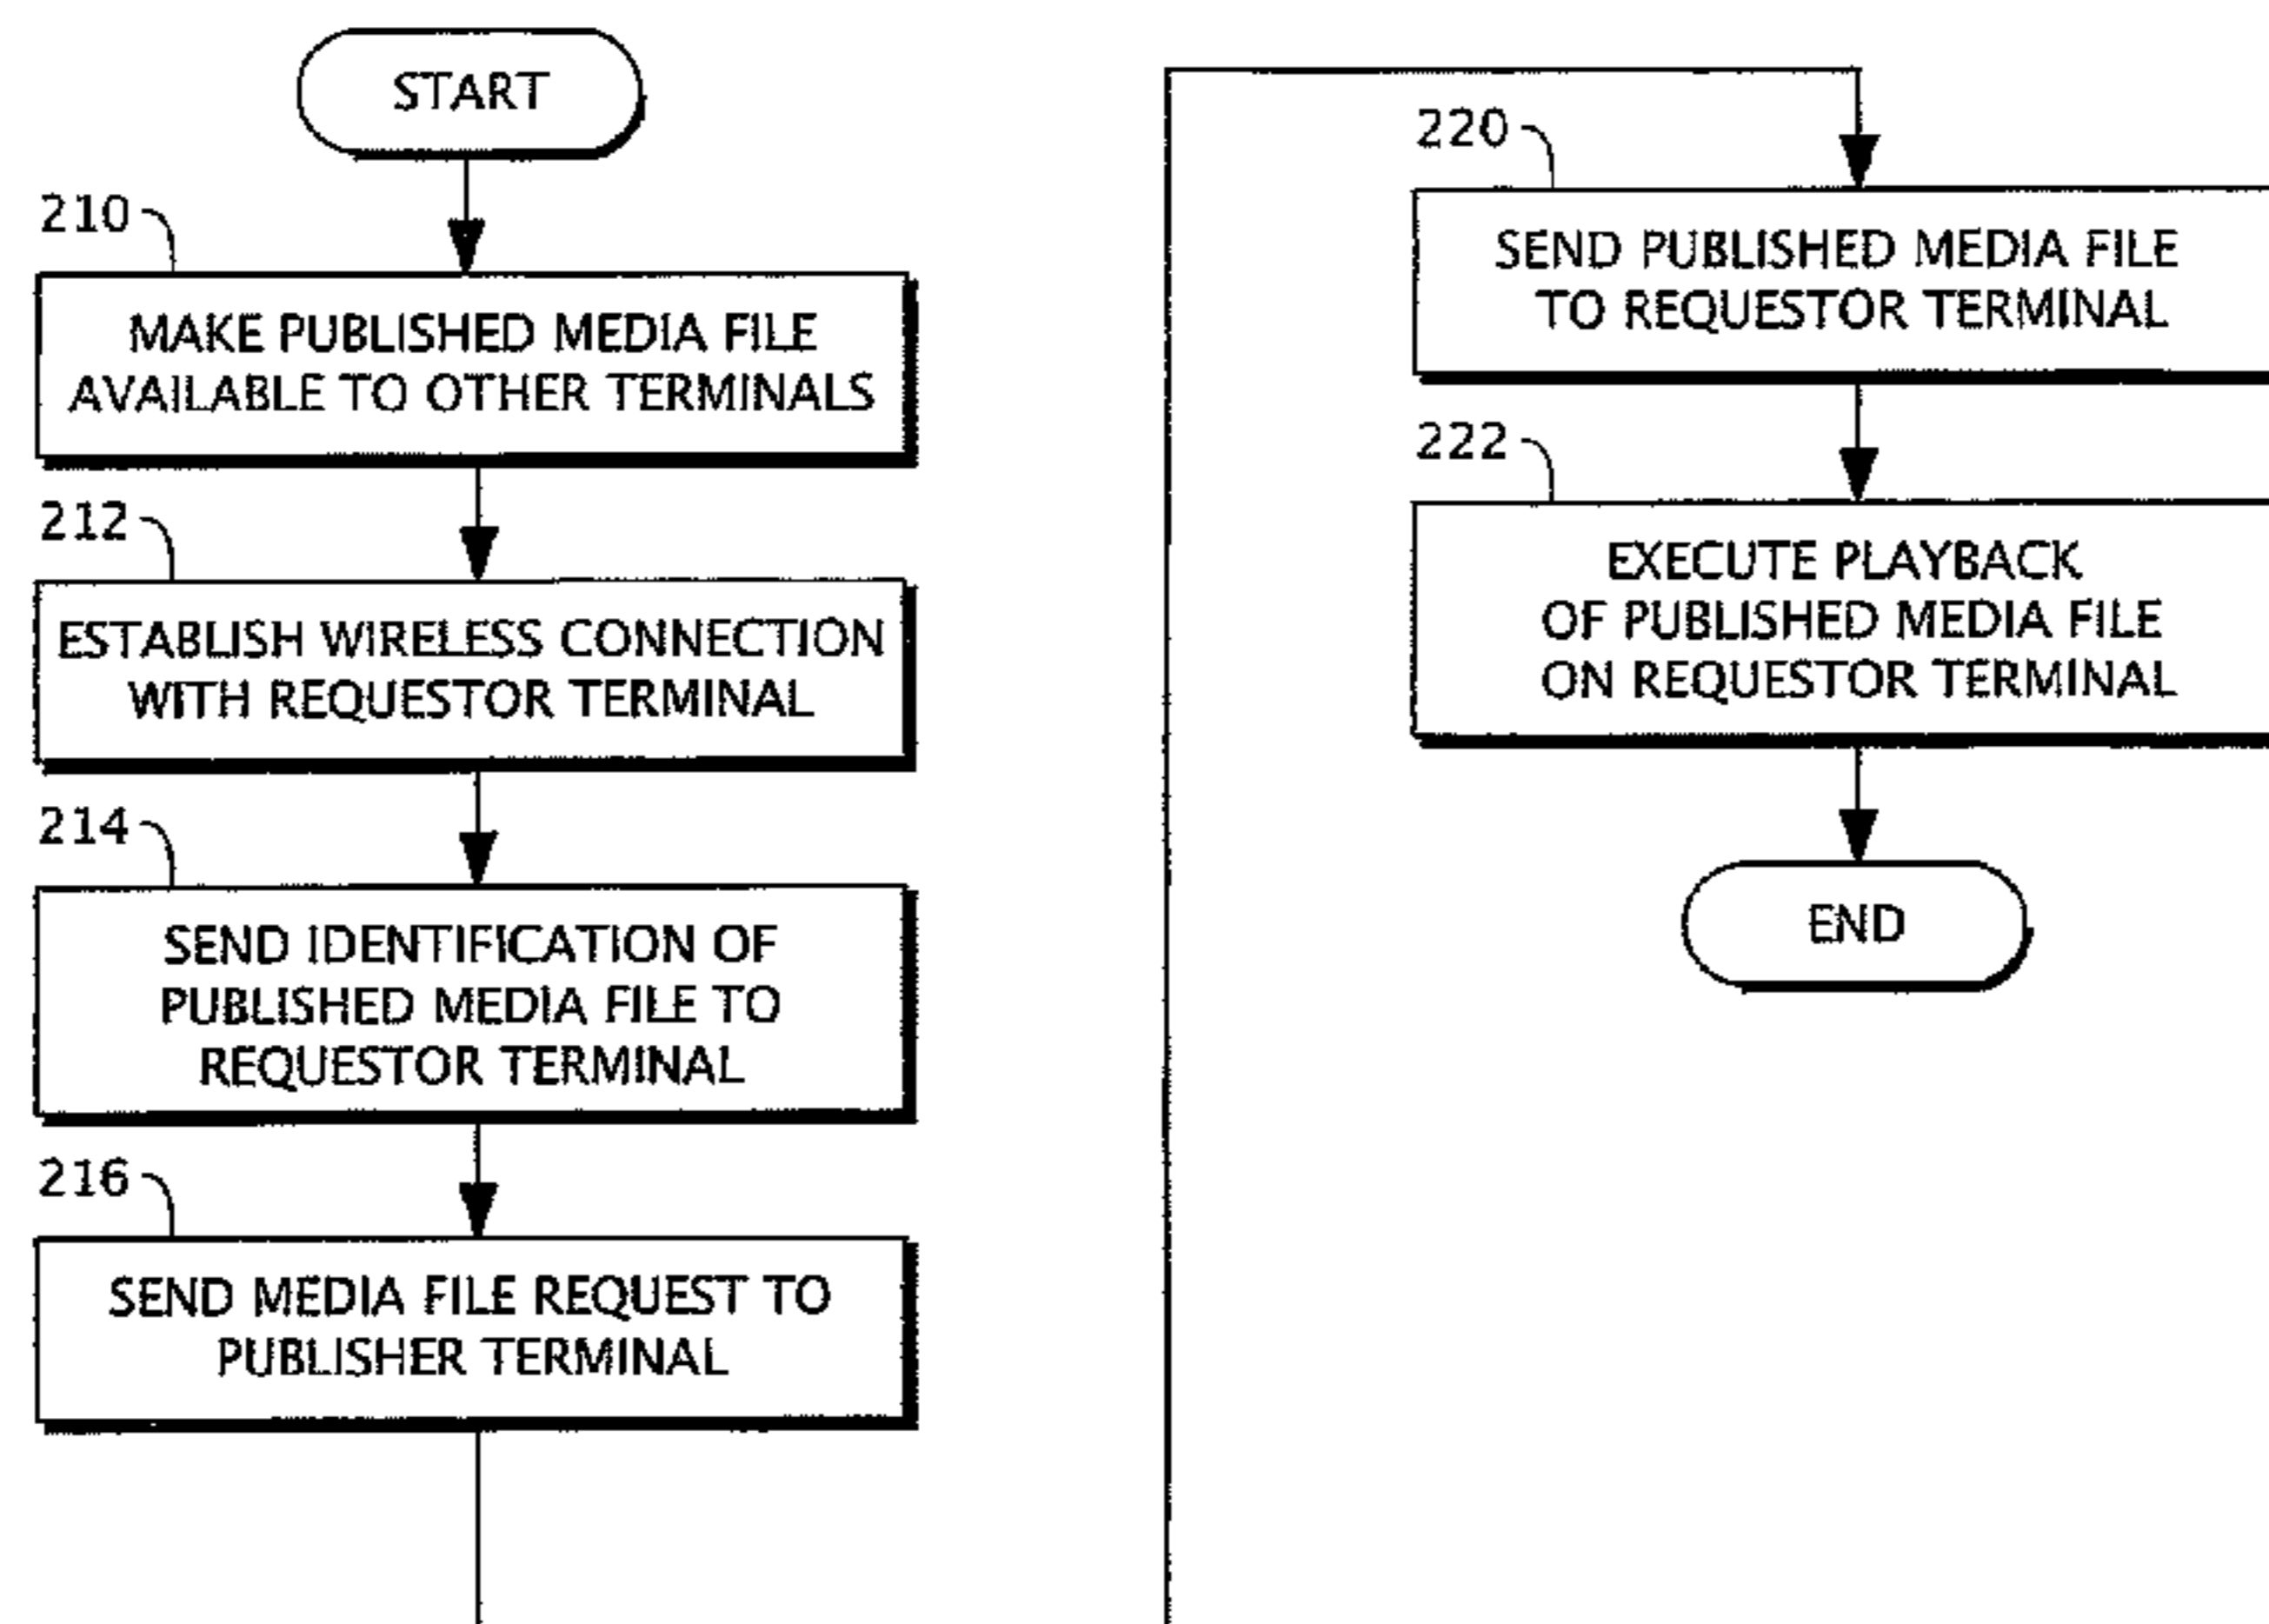 START
210
MAKE PUBLISHED MEDIA FILE
AVAILABLE TO OTHER TERMINALS
212
ESTABLISH WIRELESS CONNECTION
WITH REQUESTOR TERMINAL
214
SEND IDENTIFICATION OF
PUBLISHED MEDIA FILE TO
REQUESTOR TERMINAL
216
SEND MEDIA FILE REQUEST TO
PUBLISHER TERMINAL
220
SEND PUBLISHED MEDIA FILE
TO REQUESTOR TERMINAL
222
EXECUTE PLAYBACK
OF PUBLISHED MEDIA FILE
ON REQUESTOR TERMINAL
END